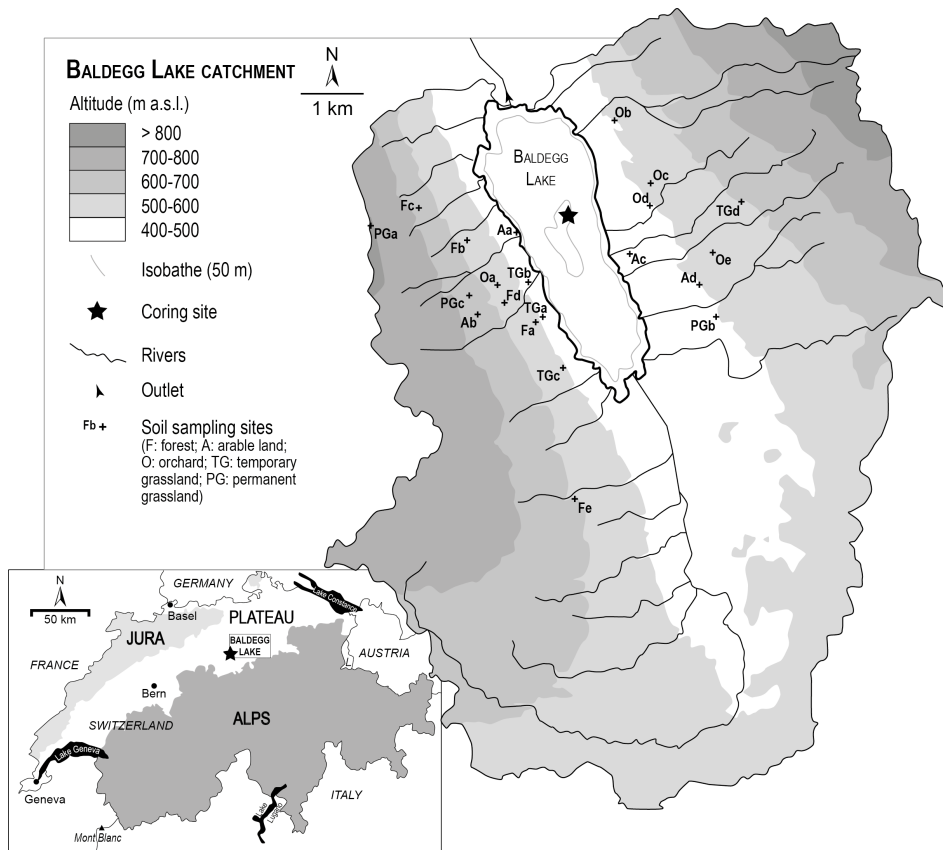 BALDEGG LAKE CATCHMENT
N
1 km
Altitude (m a.s.l.)
> 800
700-800
600-700
500-600
400-500
Isobathe (50 m)
Coring site
Rivers
Outlet
Fb + Soil sampling sites
(F: forest; A: arable land;
O: orchard; TG: temporary
grassland; PG: permanent
grassland)
BALDEGG
LAKE
Ob
Oc
Od
TGd
Fc
PGa
Aa
Fb
Ac
Oe
Oa
TGb
Ad
PGc
Fd
Ab
TGa
Fa
PGb
TGc
Fe
N
50 km
GERMANY
Basel
Lake Constance
PLATEAU
JURA
BALDEGG
LAKE
FRANCE
AUSTRIA
LI
Bern
SWITZERLAND
ALPS
Lake Geneva
Geneva
ITALY
Lake
Lugano
Mont Blanc